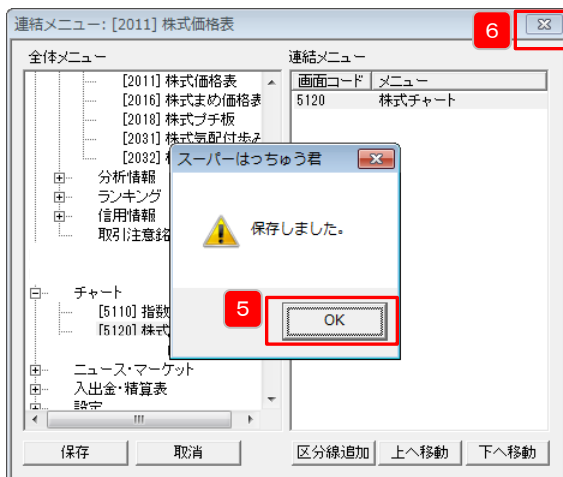 連結メニュー: [2011] 株式価格表
6
全体メニュー
[2011] 株式価格表
[2016] 株式まめ価格表
[2018] 株式プチ板
[2031] 株式気配付歩み
[2032]
分析情報
ランキング
信用情報
取引注意銘
チャート
[5110] 指数
[5120] 株式
ニュース・マーケット
入出金・精算表
設定
保存
取消
連結メニュー
画面コード メニュー
5120 株式チャート
区分線追加
上へ移動
下へ移動
スーパーはっちゅう君
保存しました。
5
OK